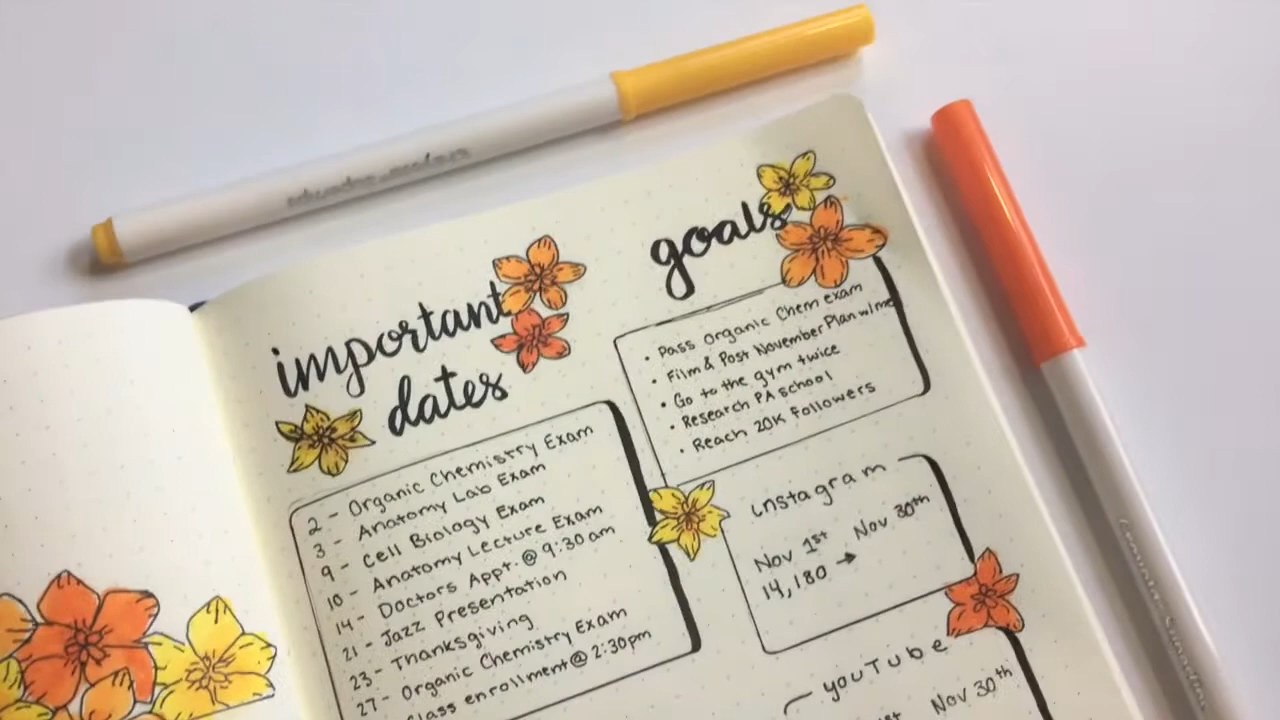 important
dates
2 - Organic Chemistry Exam
3 - Anatomy Lab Exam
9 - Cell Biology Exam
10 - Anatomy Lecture Exam
14 - Doctors Appt. @ 9:30am
21 - Jazz Presentation
23 - Thanksgiving
27 - Organic Chemistry Exam
Class enrollment @ 2:30pm
goals
• Pass Organic Chem exam
• Film & Post November Plan w/ me
• Go to the gym twice
• Research PA school
• Reach 20K Followers
instagram
Nov 1st → Nov 30th
14,180
youTube
Nov 30th